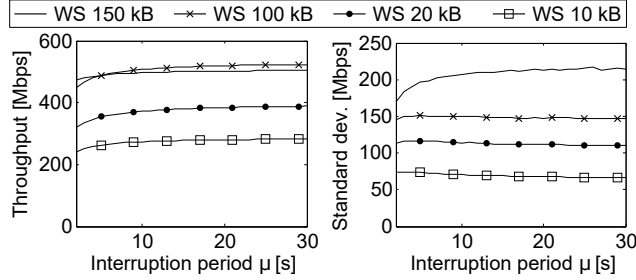 WS 150 kB
WS 100 kB
WS 20 kB
WS 10 kB
Throughput [Mbps]
600
400
200
0
10
20
30
Interruption period μ [s]
Standard dev. [Mbps]
250
200
150
100
50
0
10
20
30
Interruption period μ [s]